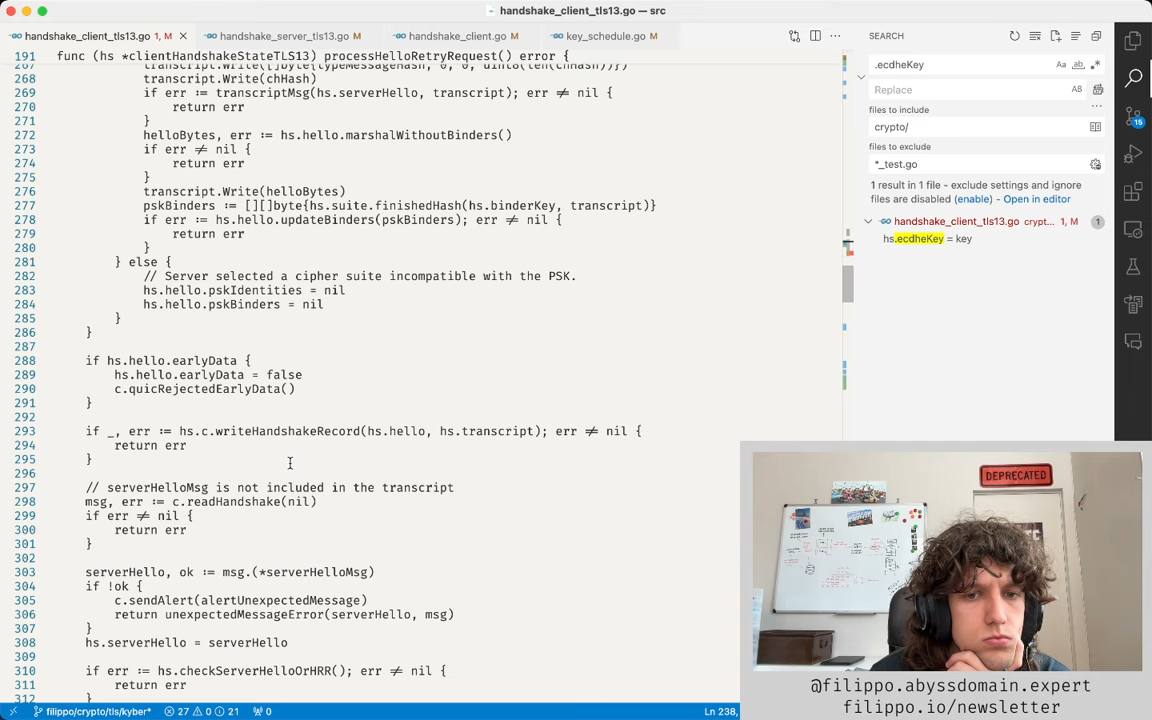 handshake_client_tls13.go — src
handshake_client_tls13.go 1, M
handshake_server_tls13.go M
handshake_client.go M
key_schedule.go M
191 func (hs *clientHandshakeStateTLS13) processHelloRetryRequest() error {
267 transcript.Write([]byte{typeMessageHash, 0, 0, uint8(len(chHash))})
268 transcript.Write(chHash)
269 if err := transcriptMsg(hs.serverHello, transcript); err ≠ nil {
270 return err
271 }
272 helloBytes, err := hs.hello.marshalWithoutBinders()
273 if err ≠ nil {
274 return err
275 }
276 transcript.Write(helloBytes)
277 pskBinders := [][]byte{hs.suite.finishedHash(hs.binderKey, transcript)}
278 if err := hs.hello.updateBinders(pskBinders); err ≠ nil {
279 return err
280 }
281 } else {
282 // Server selected a cipher suite incompatible with the PSK.
283 hs.hello.pskIdentities = nil
284 hs.hello.pskBinders = nil
285 }
286 }
287
288 if hs.hello.earlyData {
289 hs.hello.earlyData = false
290 c.quicRejectedEarlyData()
291 }
292
293 if _, err := hs.c.writeHandshakeRecord(hs.hello, hs.transcript); err ≠ nil {
294 return err
295 }
296
297 // serverHelloMsg is not included in the transcript
298 msg, err := c.readHandshake(nil)
299 if err ≠ nil {
300 return err
301 }
302
303 serverHello, ok := msg.(*serverHelloMsg)
304 if !ok {
305 c.sendAlert(alertUnexpectedMessage)
306 return unexpectedMessageError(serverHello, msg)
307 }
308 hs.serverHello = serverHello
309
310 if err := hs.checkServerHelloOrHRR(); err ≠ nil {
311 return err
312 }
filippo/crypto/tls/kyber* 27 0 21 0 Ln 238,
SEARCH
.ecdheKey Aa ab .*
Replace AB
files to include
crypto/
files to exclude
*_test.go
1 result in 1 file - exclude settings and ignore
files are disabled (enable) - Open in editor
handshake_client_tls13.go crypt... 1, M 1
hs.ecdheKey = key
15
DEPRECATED
@filippo.abyssdomain.expert
filippo.io/newsletter